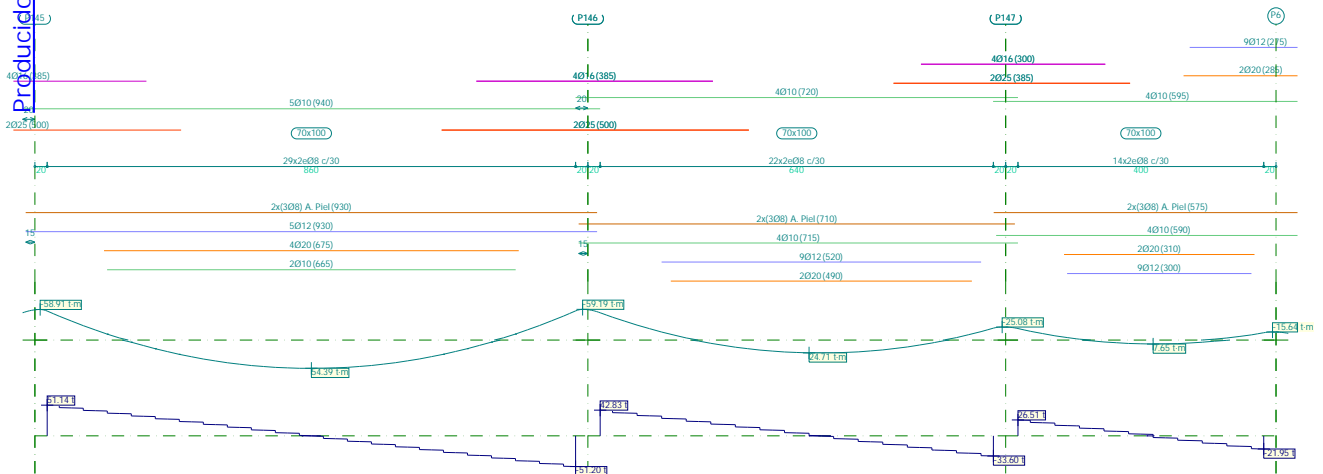 Producido
P145
P146
P147
P6
9Ø12(275)
4Ø16(300)
2Ø20(285)
4Ø16(385)
4Ø16(385)
2Ø25(385)
4Ø10(720)
4Ø10(595)
20
5Ø10(940)
20
2Ø25(500)
2Ø25(500)
70x100
70x100
70x100
29x2eØ8 c/30
22x2eØ8 c/30
14x2eØ8 c/30
20
860
20
20
640
20
20
400
20
2x(3Ø8) A. Piel(930)
2x(3Ø8) A. Piel(575)
2x(3Ø8) A. Piel(710)
5Ø12(930)
4Ø10(590)
15
4Ø10(715)
15
4Ø20(675)
2Ø20(310)
9Ø12(520)
2Ø10(665)
9Ø12(300)
2Ø20(490)
-58.91 t·m
-59.19 t·m
-25.08 t·m
-15.64 t·m
54.39 t·m
24.71 t·m
7.65 t·m
51.14 t
42.83 t
26.51 t
-51.20 t
-33.60 t
-21.95 t